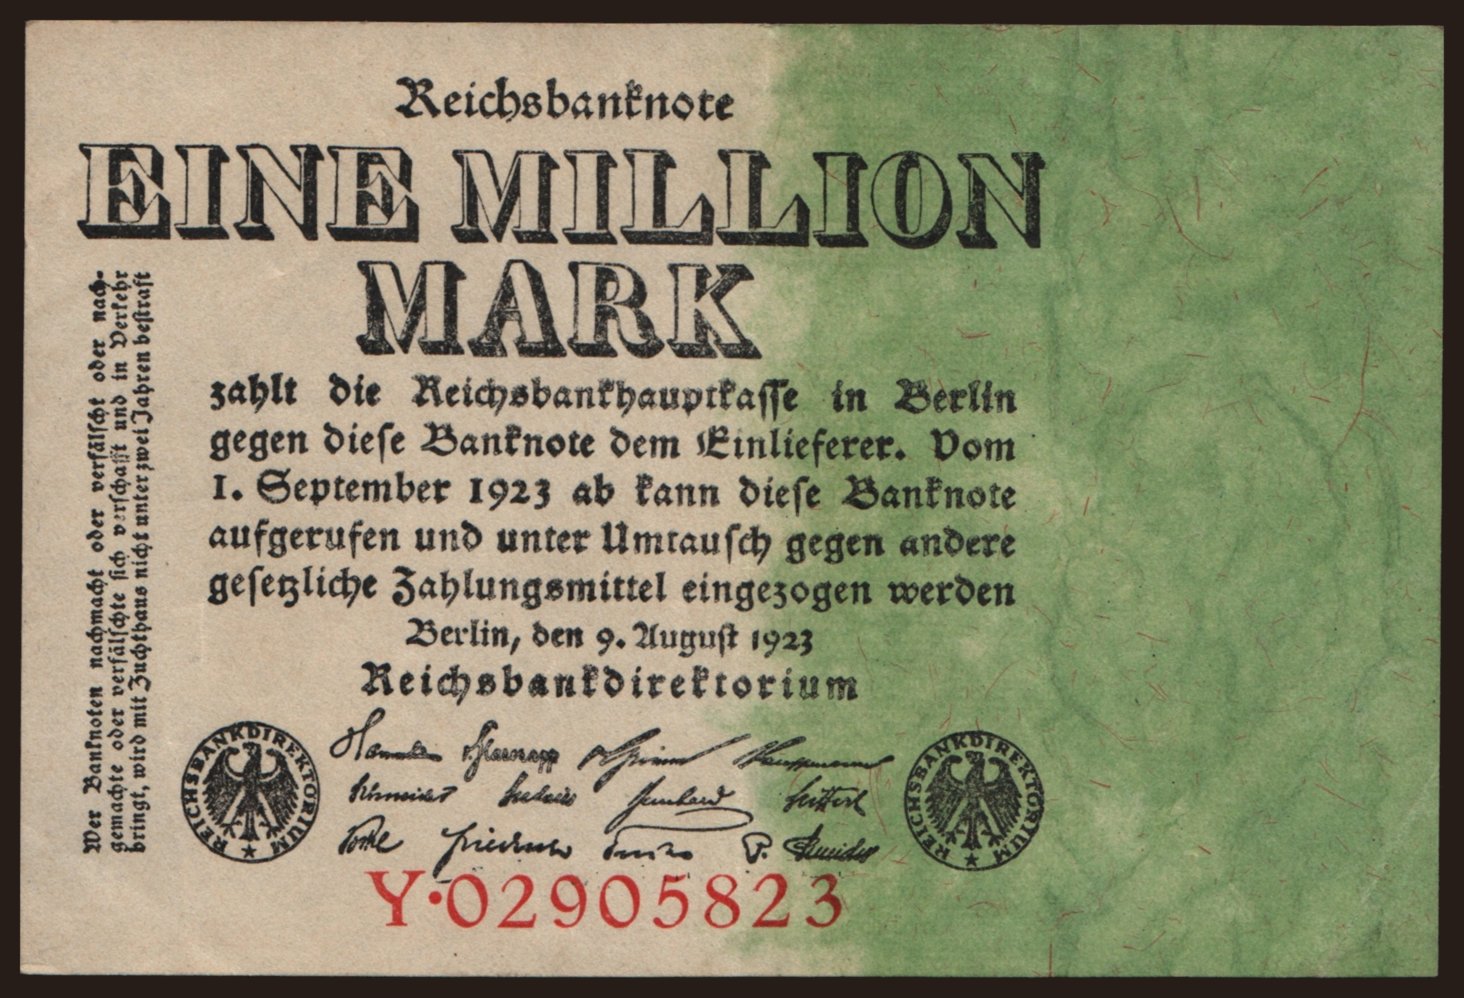 Reichsbanknote
EINE MILLION
MARK
zahlt die Reichsbankhauptkasse in Berlin
gegen diese Banknote dem Einlieferer. Vom
1. September 1923 ab kann diese Banknote
aufgerufen und unter Umtausch gegen andere
gesetzliche Zahlungsmittel eingezogen werden
Berlin, den 9. August 1923
Reichsbankdirektorium
Wer Banknoten nachmacht oder verfälscht oder nach-
gemachte oder verfälschte sich verschafft und in Verkehr
bringt, wird mit Zuchthaus nicht unter zwei Jahren bestraft
REICHSBANKDIREKTORIUM
REICHSBANKDIREKTORIUM
Kauffmann
Schneider
P. Schneider
Y·02905823